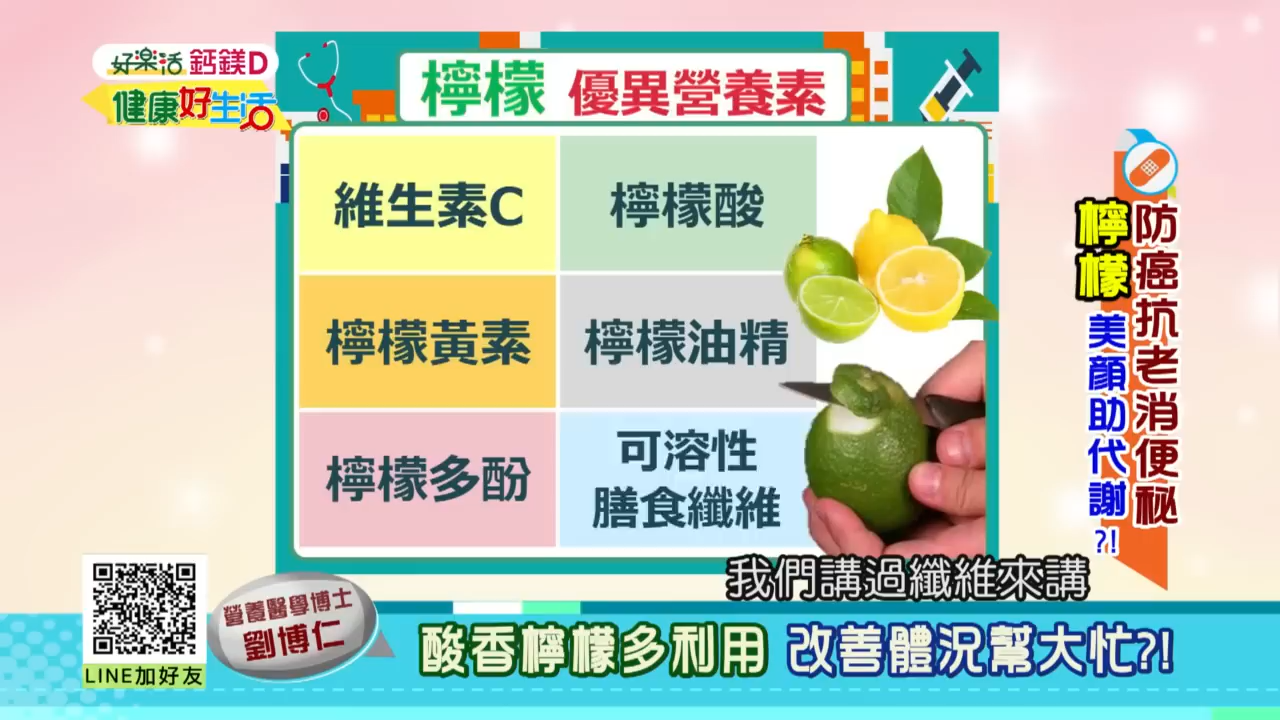 好樂活 鈣鎂D
健康好生活
檸檬 優異營養素
維生素C
檸檬酸
檸檬黃素
檸檬油精
檸檬多酚
可溶性
膳食纖維
防癌抗老消便秘
檸檬 美顏助代謝?!
我們講過纖維來講
營養醫學博士
劉博仁
酸香檸檬多利用 改善體況幫大忙?!
LINE加好友